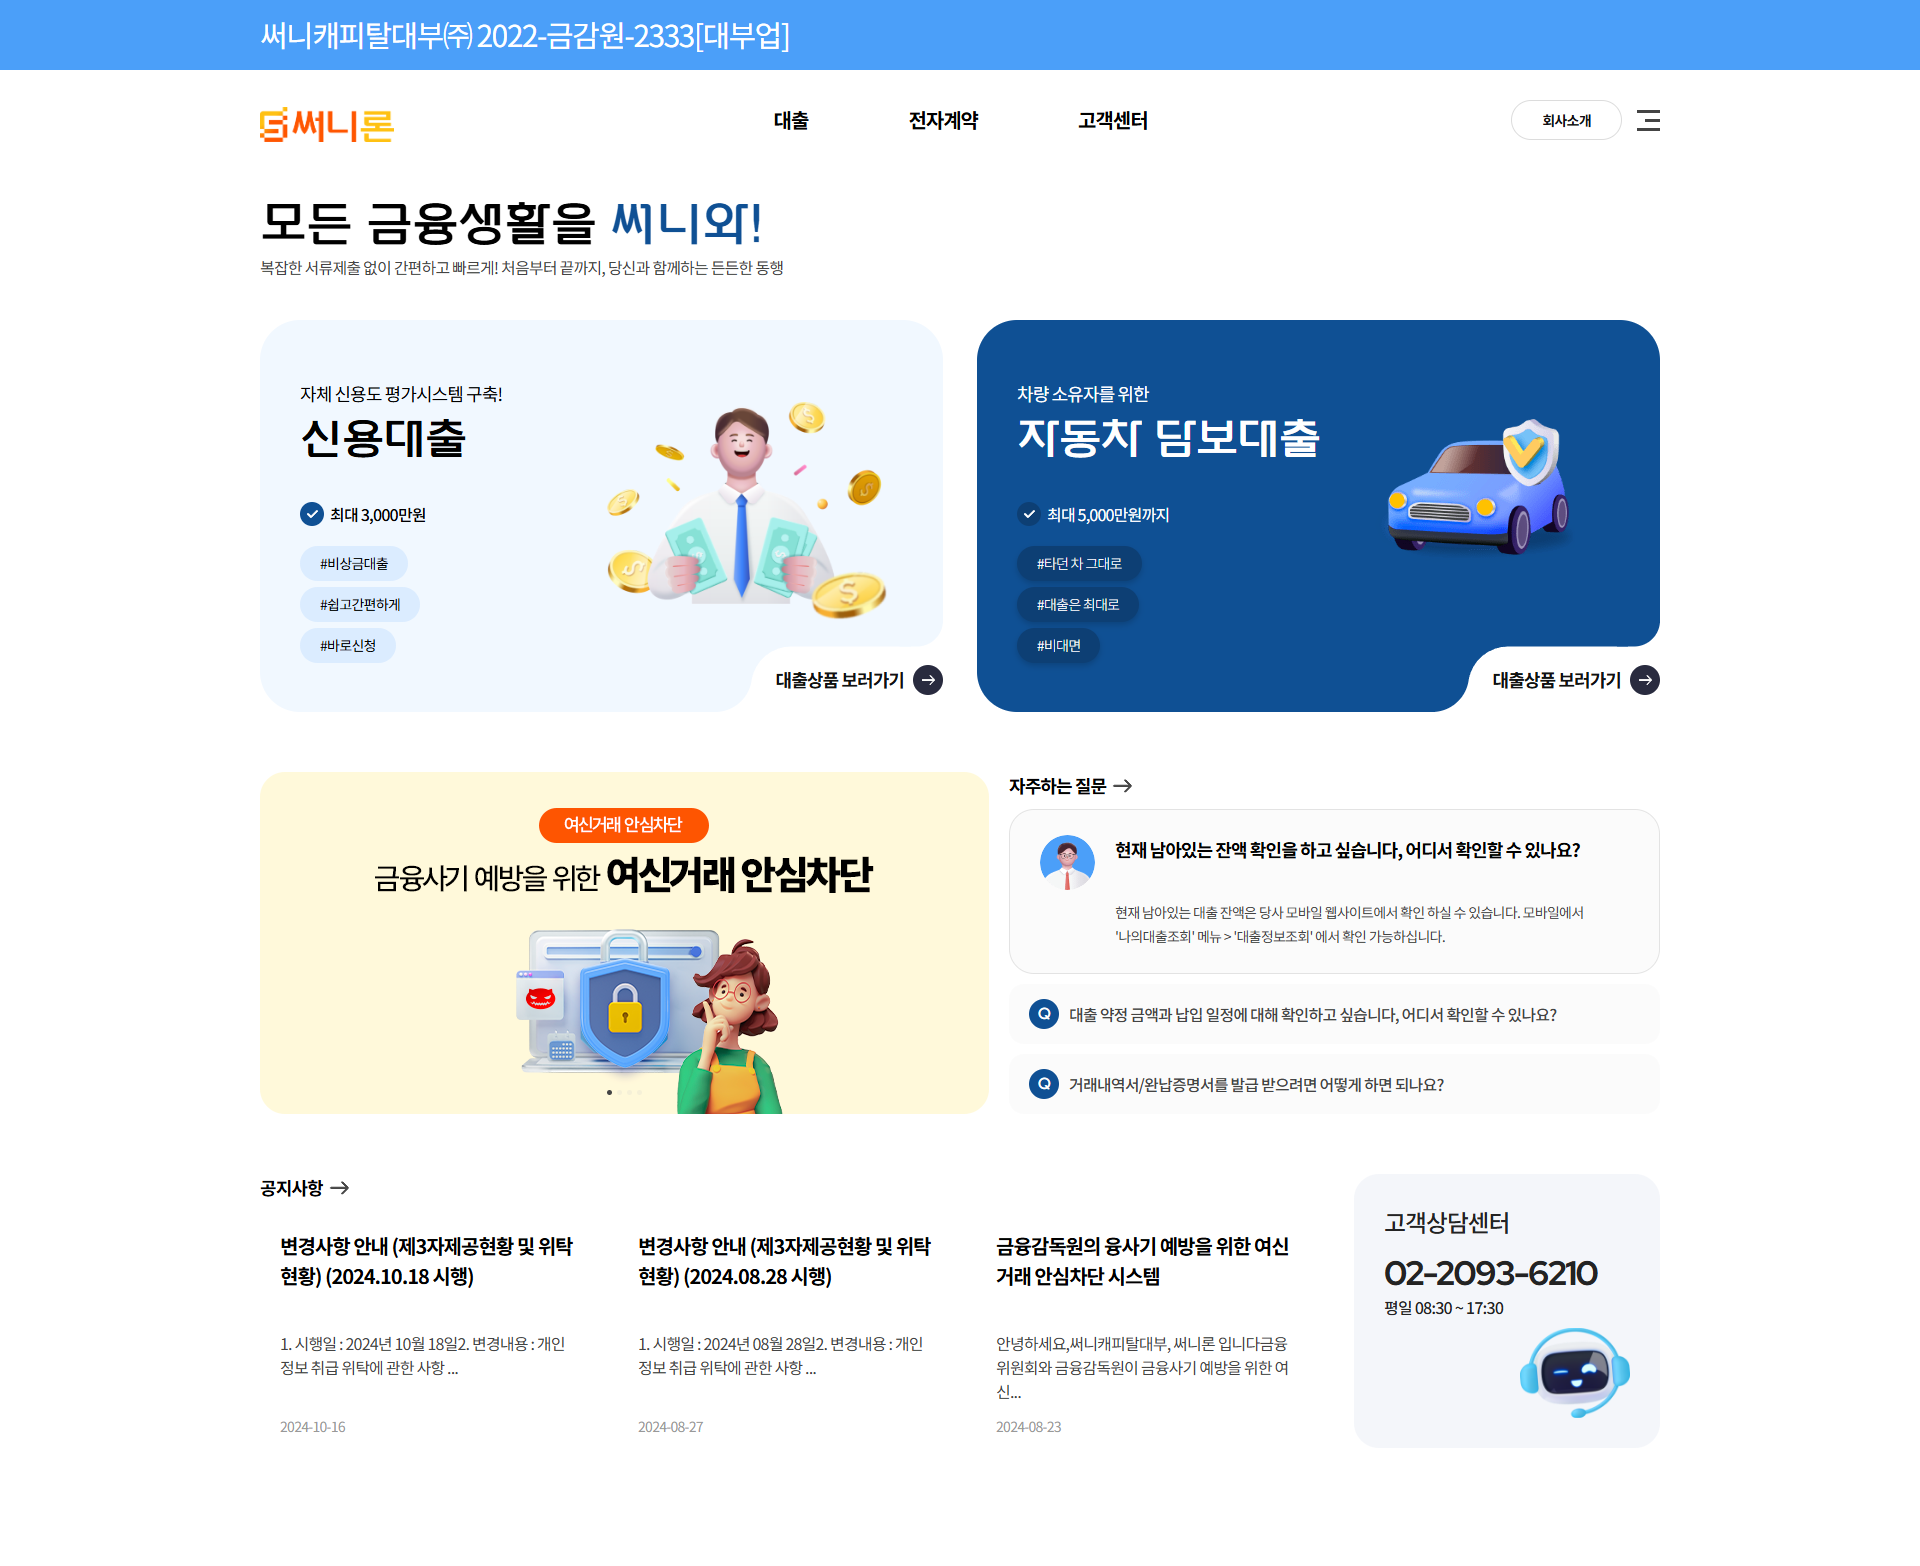 써니캐피탈대부㈜ 2022-금감원-2333[대부업]
써니론
대출
전자계약
고객센터
회사소개
모든 금융생활을 써니와!
복잡한 서류제출 없이 간편하고 빠르게! 처음부터 끝까지, 당신과 함께하는 든든한 동행
자체 신용도 평가시스템 구축!
신용대출
최대 3,000만원
#비상금대출
#쉽고간편하게
#바로신청
대출상품 보러가기
차량 소유자를 위한
자동차 담보대출
최대 5,000만원까지
#타던 차 그대로
#대출은 최대로
#비대면
대출상품 보러가기
여신거래 안심차단
금융사기 예방을 위한 여신거래 안심차단
자주하는 질문
현재 남아있는 잔액 확인을 하고 싶습니다, 어디서 확인할 수 있나요?
현재 남아있는 대출 잔액은 당사 모바일 웹사이트에서 확인 하실 수 있습니다. 모바일에서
'나의대출조회' 메뉴 > '대출정보조회' 에서 확인 가능하십니다.
Q 대출 약정 금액과 납입 일정에 대해 확인하고 싶습니다, 어디서 확인할 수 있나요?
Q 거래내역서/완납증명서를 발급 받으려면 어떻게 하면 되나요?
공지사항
변경사항 안내 (제3자제공현황 및 위탁
현황) (2024.10.18 시행)
1. 시행일 : 2024년 10월 18일2. 변경내용 : 개인
정보 취급 위탁에 관한 사항 ...
2024-10-16
변경사항 안내 (제3자제공현황 및 위탁
현황) (2024.08.28 시행)
1. 시행일 : 2024년 08월 28일2. 변경내용 : 개인
정보 취급 위탁에 관한 사항 ...
2024-08-27
금융감독원의 융사기 예방을 위한 여신
거래 안심차단 시스템
안녕하세요,써니캐피탈대부, 써니론 입니다금융
위원회와 금융감독원이 금융사기 예방을 위한 여
신...
2024-08-23
고객상담센터
02-2093-6210
평일 08:30 ~ 17:30